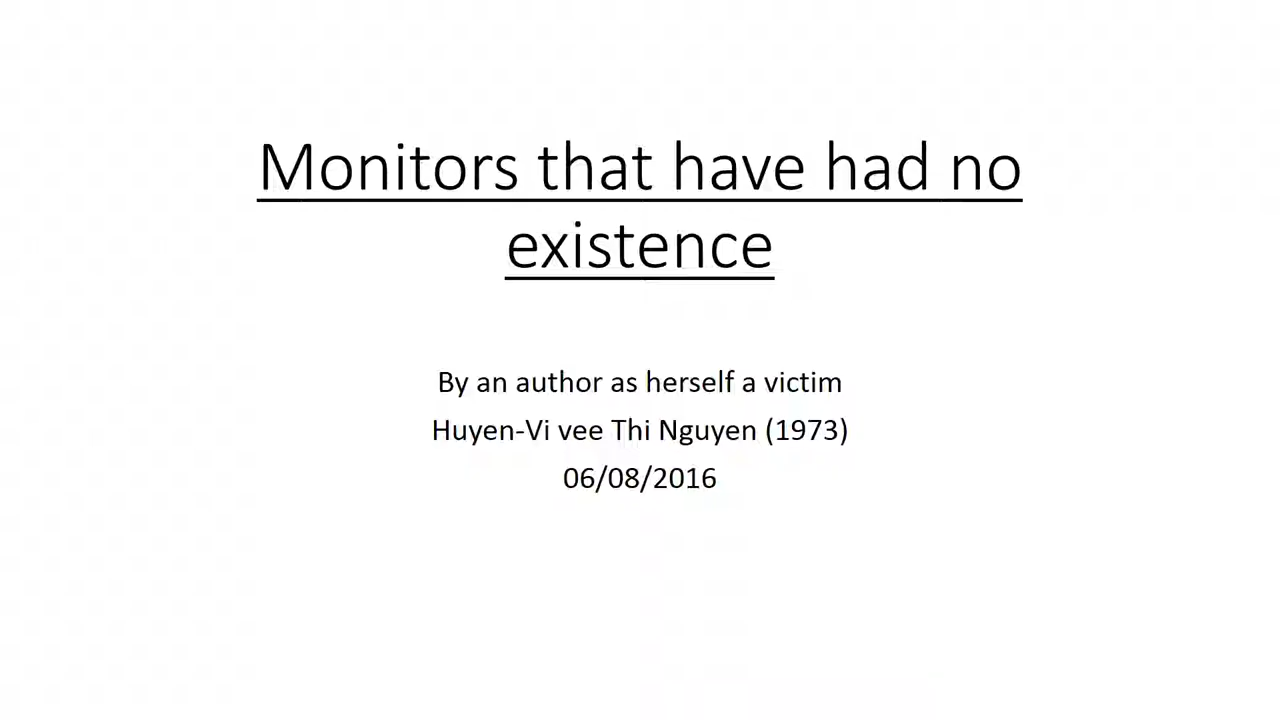 Monitors that have had no
existence
By an author as herself a victim
Huyen-Vi vee Thi Nguyen (1973)
06/08/2016